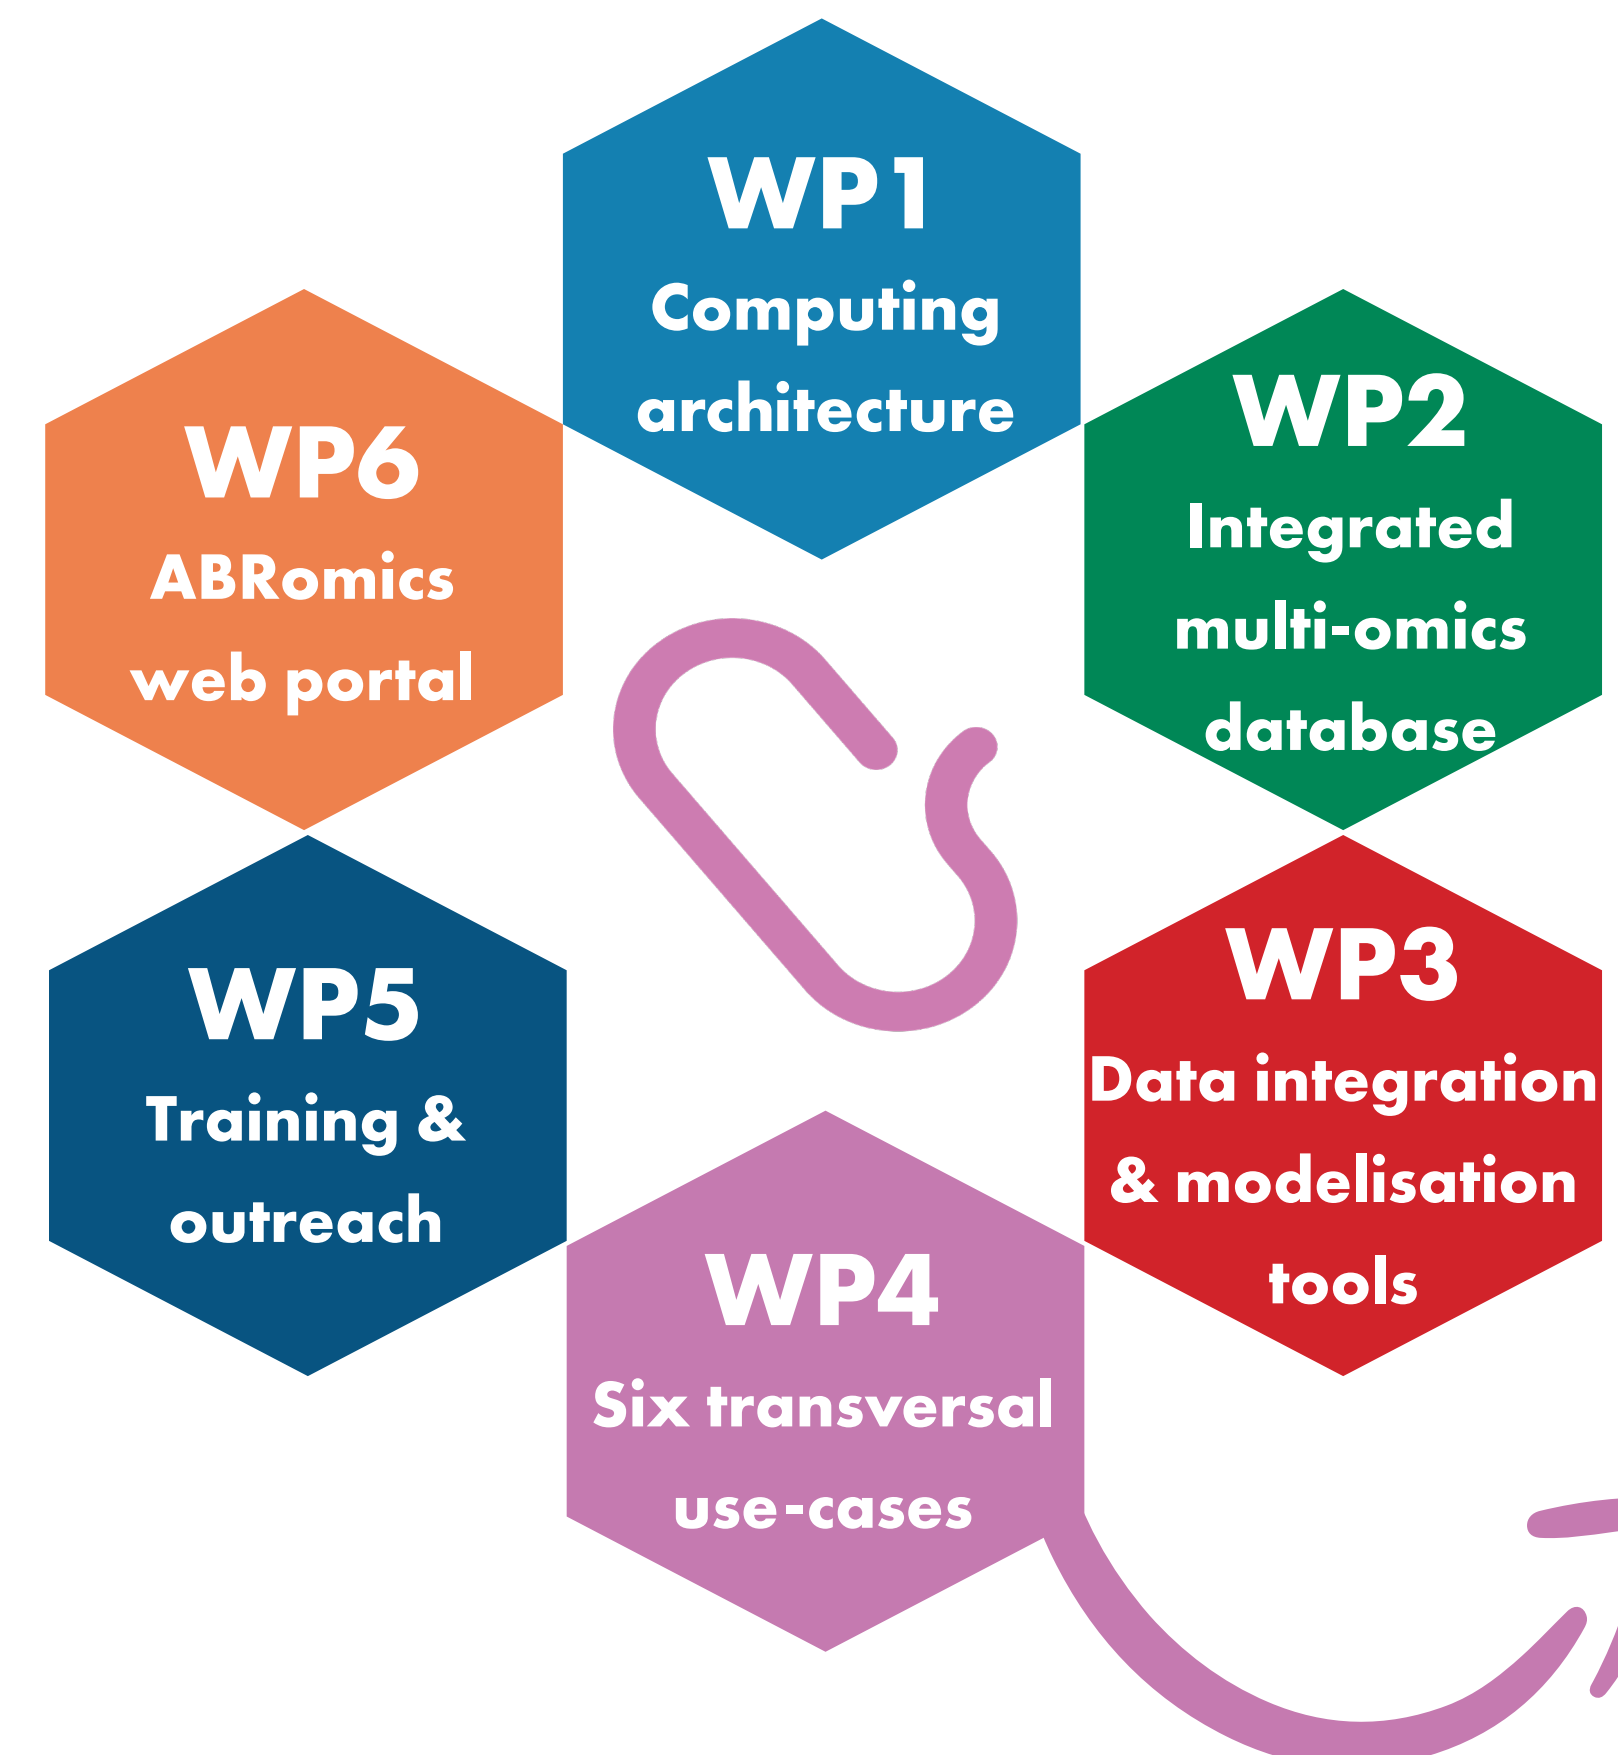 WP1
Computing
architecture
WP2
Integrated
multi-omics
database
WP3
Data integration
& modelisation
tools
WP4
Six transversal
use-cases
WP5
Training &
outreach
WP6
ABRomics
web portal